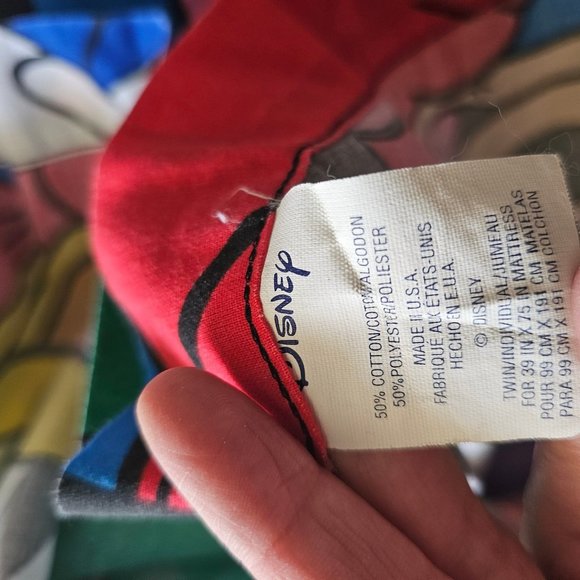 DISNEY
50% COTTON/COTON/ALGODON
50% POLYESTER/POLIESTER
MADE IN U.S.A.
FABRIQUE AUX ÉTATS-UNIS
HECHO EN E.U.A.
© DISNEY
TWIN/INDIVIDUAL/JUMEAU
FOR 39 IN X 75 IN MATTRESS
POUR 99 CM X 191 CM MATELAS
PARA 99 CM X 191 CM COLCHON